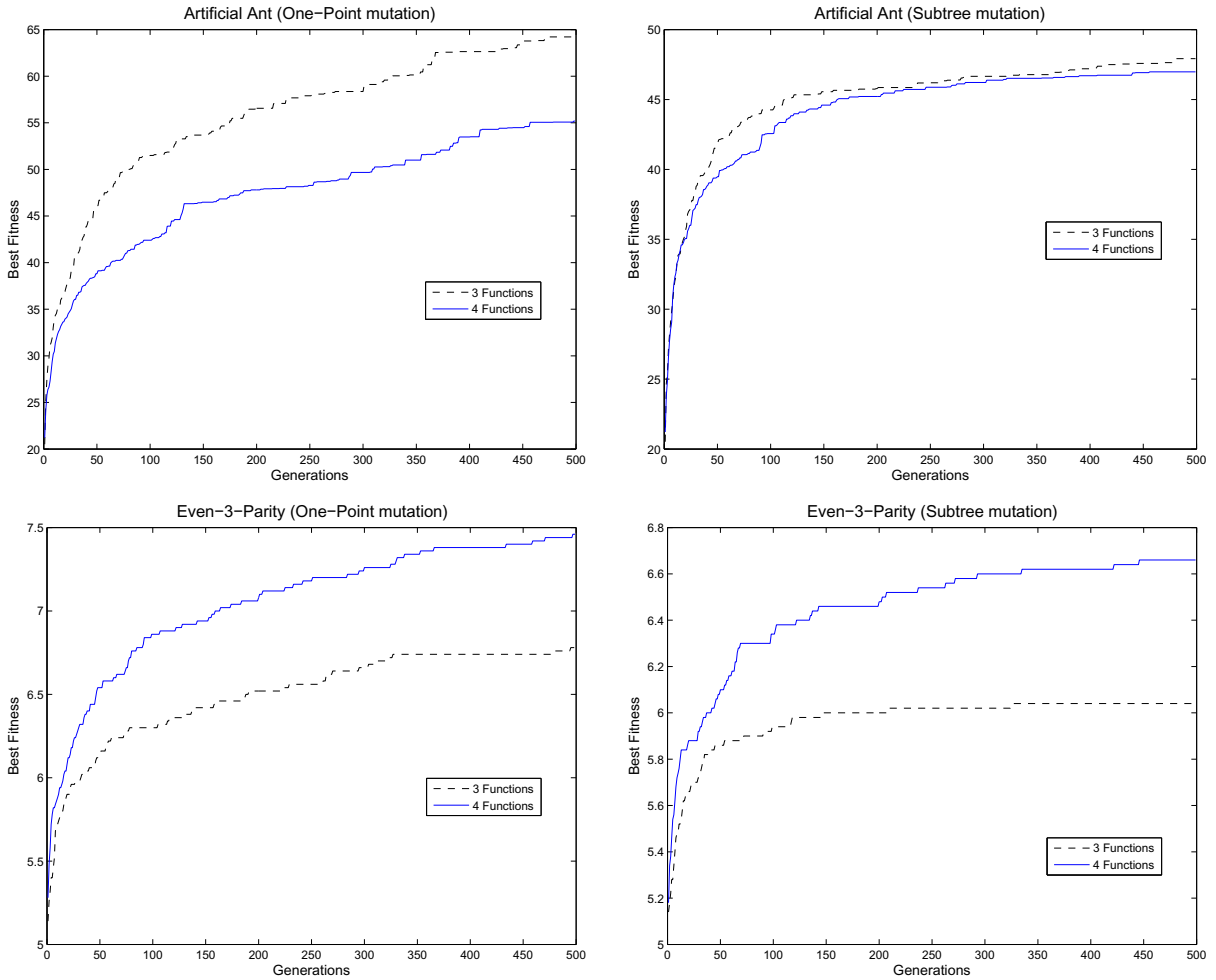 Artificial Ant (One−Point mutation)
65
60
55
50
45
40
35
30
25
20
Best Fitness
0 50 100 150 200 250 300 350 400 450 500
Generations
3 Functions
4 Functions
Artificial Ant (Subtree mutation)
50
45
40
35
30
25
20
Best Fitness
0 50 100 150 200 250 300 350 400 450 500
Generations
3 Functions
4 Functions
Even−3−Parity (One−Point mutation)
7.5
7
6.5
6
5.5
5
Best Fitness
0 50 100 150 200 250 300 350 400 450 500
Generations
3 Functions
4 Functions
Even−3−Parity (Subtree mutation)
6.8
6.6
6.4
6.2
6
5.8
5.6
5.4
5.2
5
Best Fitness
0 50 100 150 200 250 300 350 400 450 500
Generations
3 Functions
4 Functions